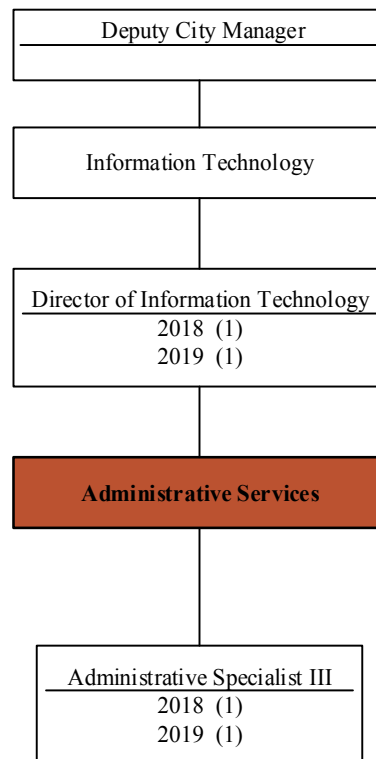 Deputy City Manager
Information Technology
Director of Information Technology
2018 (1)
2019 (1)
Administrative Services
Administrative Specialist III
2018 (1)
2019 (1)